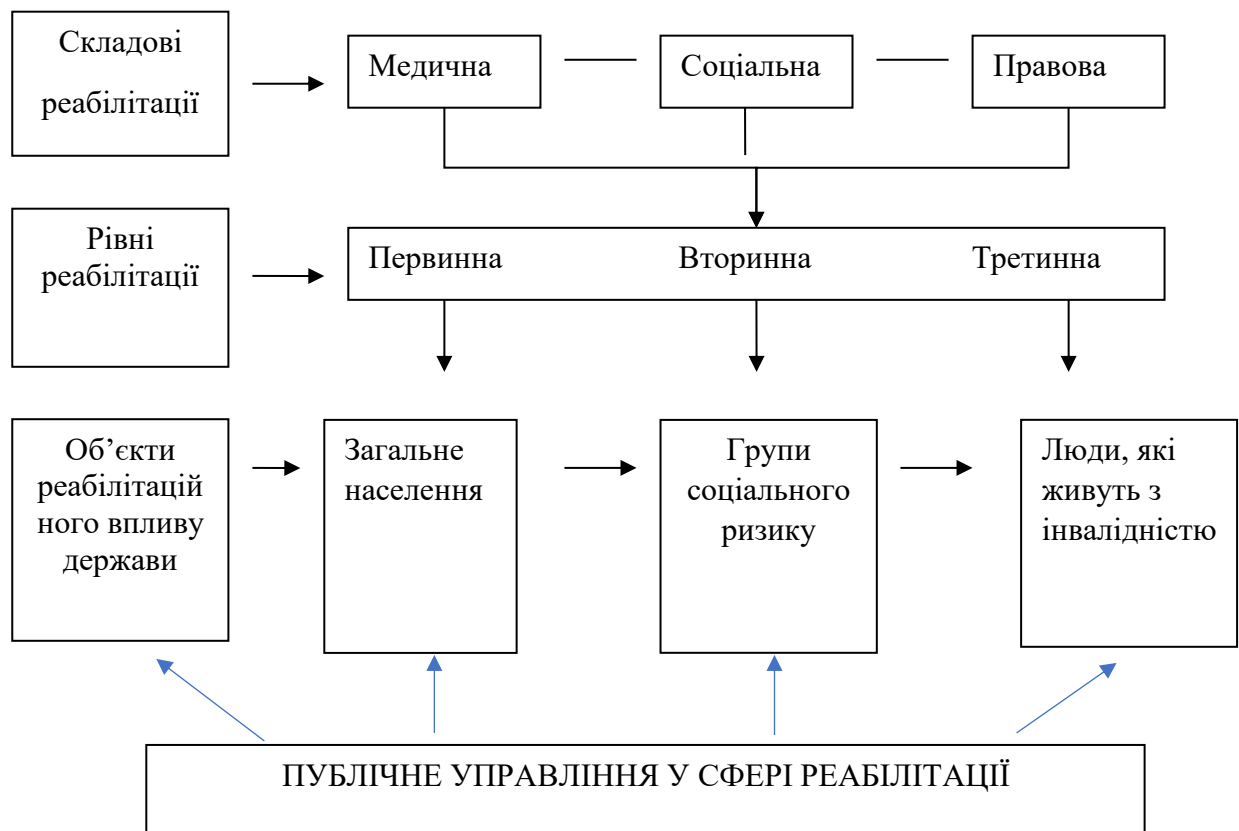 Складові
реабілітації
Медична
Соціальна
Правова
Рівні
реабілітації
Первинна
Вторинна
Третинна
Об’єкти
реабілітацій
ного впливу
держави
Загальне
населення
Групи
соціального
ризику
Люди, які
живуть з
інвалідністю
ПУБЛІЧНЕ УПРАВЛІННЯ У СФЕРІ РЕАБІЛІТАЦІЇ